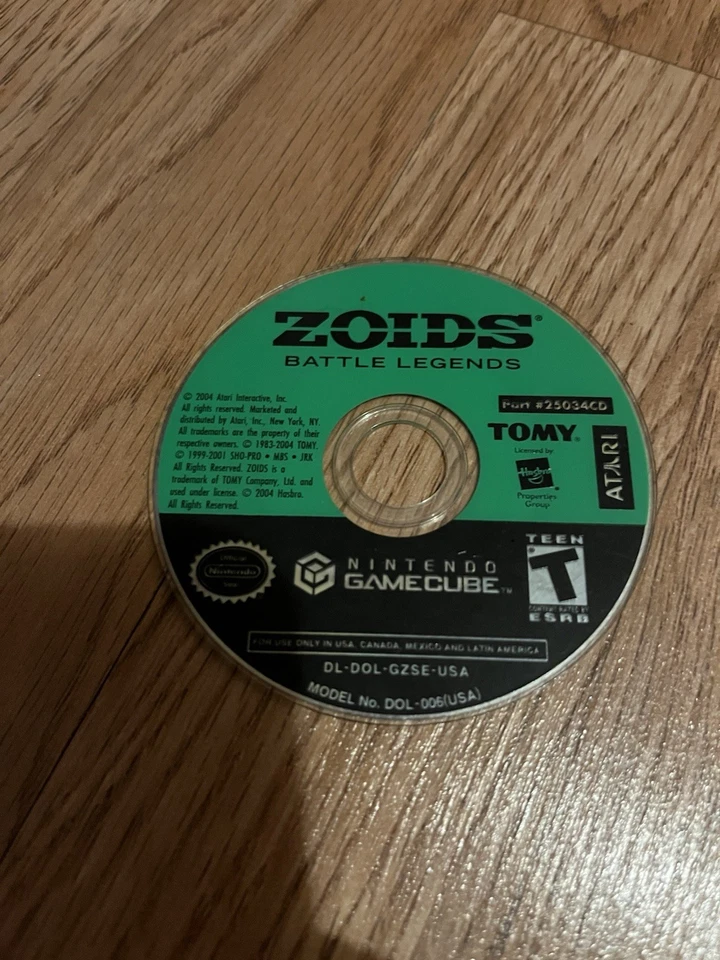 ZOIDS®
BATTLE LEGENDS
© 2004 Atari Interactive, Inc.
All rights reserved. Marketed and
distributed by Atari, Inc., New York, NY.
All trademarks are the property of their
respective owners. © 1983-2004 TOMY.
© 1999-2001 SHO-PRO • MBS • JRK
All Rights Reserved. ZOIDS is a
trademark of TOMY Company, Ltd. and
used under license. © 2004 Hasbro.
All Rights Reserved.
Part #25034CD
TOMY®
Licensed by
Hasbro
Properties
Group
ATARI
Nintendo
NINTENDO
GAMECUBE™
TEEN
T
CONTENT RATED BY
ESRB
FOR USE ONLY IN USA, CANADA, MEXICO AND LATIN AMERICA
DL-DOL-GZSE-USA
MODEL No. DOL-006(USA)